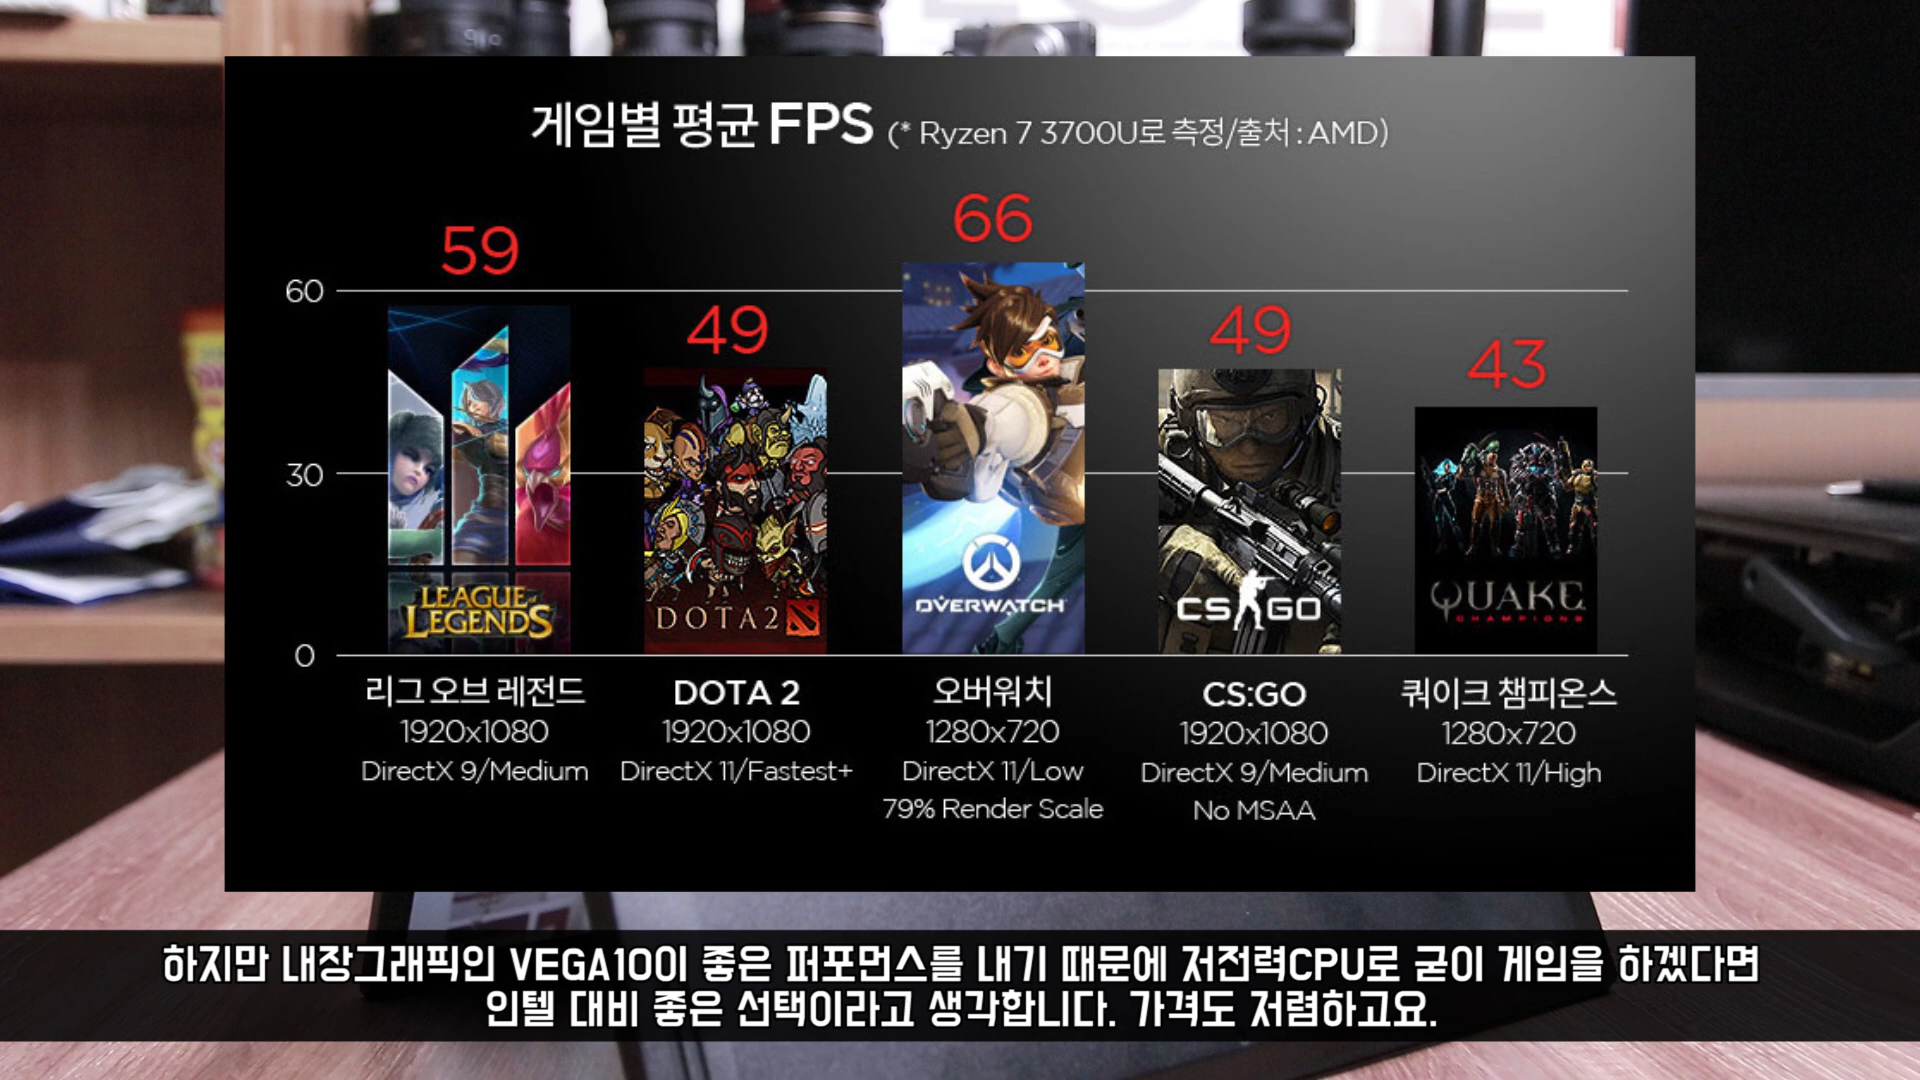 게임별 평균 FPS (* Ryzen 7 3700U로 측정/출처 : AMD)
59
49
66
49
43
60
30
0
LEAGUE of LEGENDS
DOTA 2
OVERWATCH
CS GO
QUAKE
CHAMPIONS
리그 오브 레전드
1920x1080
DirectX 9/Medium
DOTA 2
1920x1080
DirectX 11/Fastest+
오버워치
1280x720
DirectX 11/Low
79% Render Scale
CS:GO
1920x1080
DirectX 9/Medium
No MSAA
퀘이크 챔피온스
1280x720
DirectX 11/High
하지만 내장그래픽인 VEGA10이 좋은 퍼포먼스를 내기 때문에 저전력CPU로 굳이 게임을 하겠다면
인텔 대비 좋은 선택이라고 생각합니다. 가격도 저렴하고요.